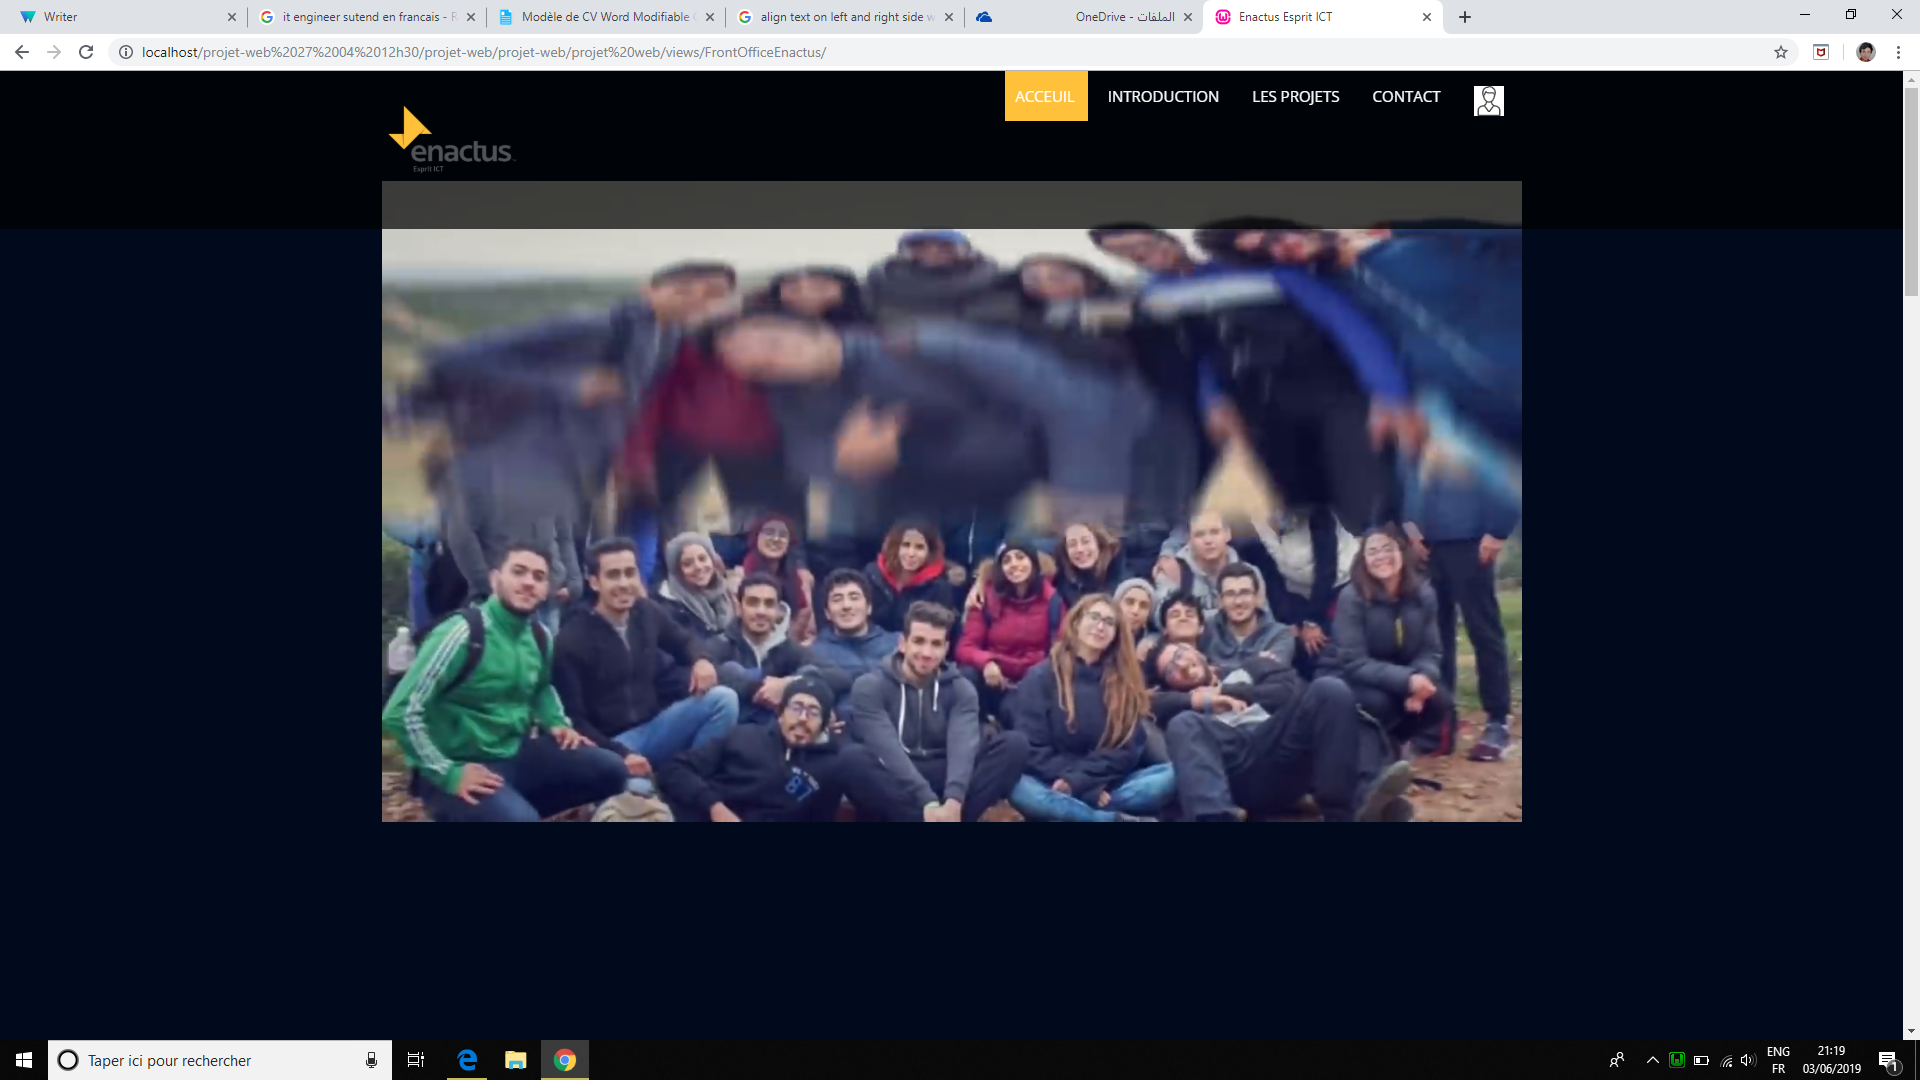 Writer
it engineer sutend en francais - R
Modèle de CV Word Modifiable
align text on left and right side w
الملفات - OneDrive
Enactus Esprit ICT
localhost/projet-web%2027%2004%2012h30/projet-web/projet-web/projet%20web/views/FrontOfficeEnactus/
ACCEUIL
INTRODUCTION
LES PROJETS
CONTACT
enactus
Esprit ICT
Taper ici pour rechercher
ENG
FR
21:19
03/06/2019
1